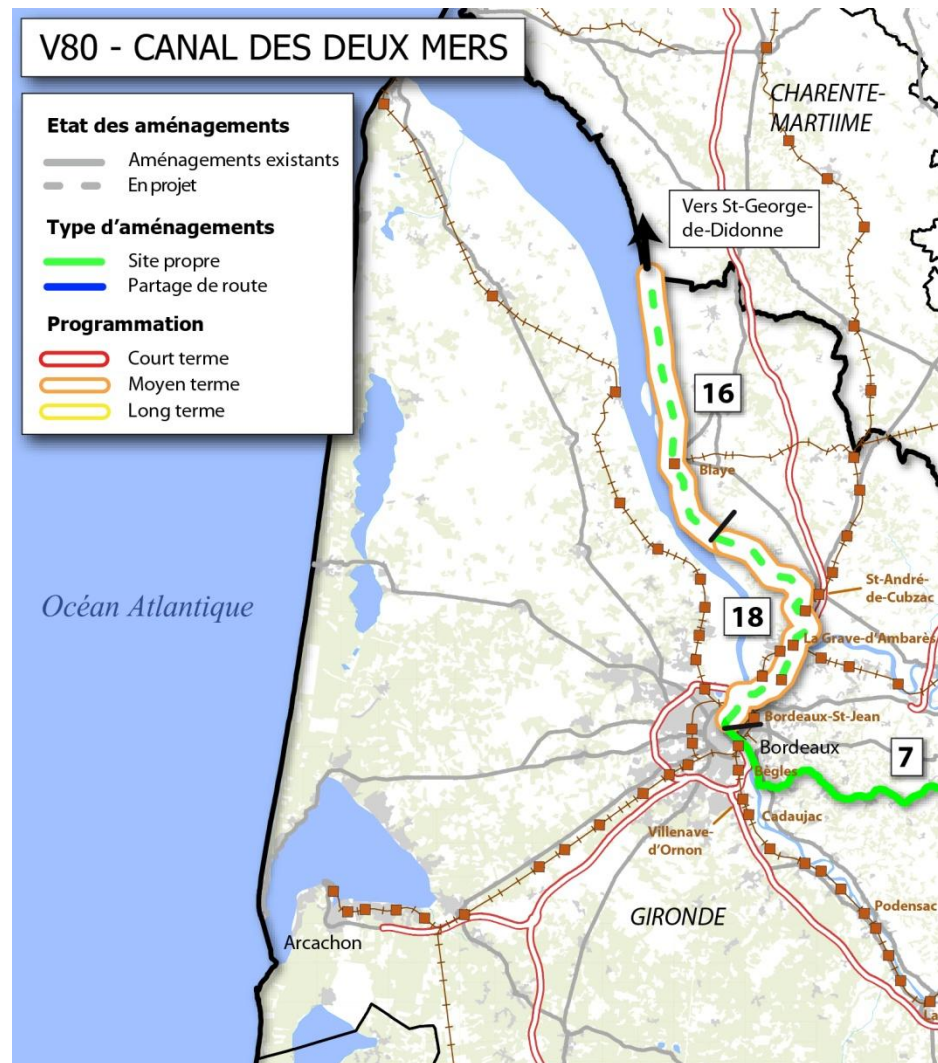 V80 - CANAL DES DEUX MERS
Etat des aménagements
Aménagements existants
En projet
Type d'aménagements
Site propre
Partage de route
Programmation
Court terme
Moyen terme
Long terme
CHARENTE-
MARTIIME
Vers St-George-
de-Didonne
16
Blaye
Océan Atlantique
St-André-
de-Cubzac
18
La Grave-d'Ambarès
Bordeaux-St-Jean
Bordeaux
7
Bègles
Cadaujac
Villenave-
d'Ornon
Podensac
GIRONDE
Arcachon
La